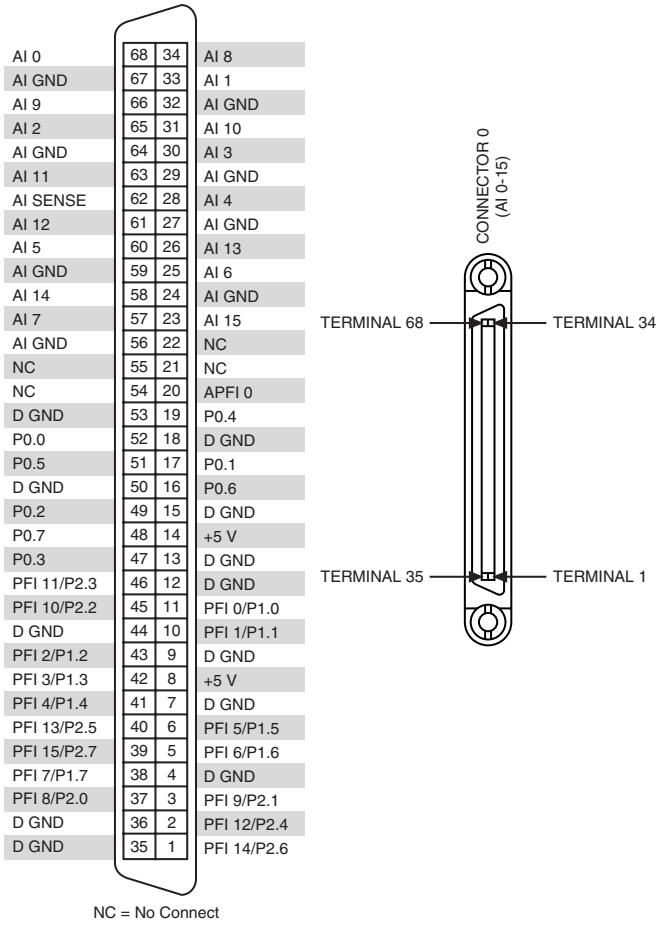 AI 0 68 34 AI 8
AI GND 67 33 AI 1
AI 9 66 32 AI GND
AI 2 65 31 AI 10
AI GND 64 30 AI 3
AI 11 63 29 AI GND
AI SENSE 62 28 AI 4
AI 12 61 27 AI GND
AI 5 60 26 AI 13
AI GND 59 25 AI 6
AI 14 58 24 AI GND
AI 7 57 23 AI 15
AI GND 56 22 NC
NC 55 21 NC
NC 54 20 APFI 0
D GND 53 19 P0.4
P0.0 52 18 D GND
P0.5 51 17 P0.1
D GND 50 16 P0.6
P0.2 49 15 D GND
P0.7 48 14 +5 V
P0.3 47 13 D GND
PFI 11/P2.3 46 12 D GND
PFI 10/P2.2 45 11 PFI 0/P1.0
D GND 44 10 PFI 1/P1.1
PFI 2/P1.2 43 9 D GND
PFI 3/P1.3 42 8 +5 V
PFI 4/P1.4 41 7 D GND
PFI 13/P2.5 40 6 PFI 5/P1.5
PFI 15/P2.7 39 5 PFI 6/P1.6
PFI 7/P1.7 38 4 D GND
PFI 8/P2.0 37 3 PFI 9/P2.1
D GND 36 2 PFI 12/P2.4
D GND 35 1 PFI 14/P2.6
NC = No Connect
CONNECTOR 0
(AI 0-15)
TERMINAL 68 TERMINAL 34
TERMINAL 35 TERMINAL 1